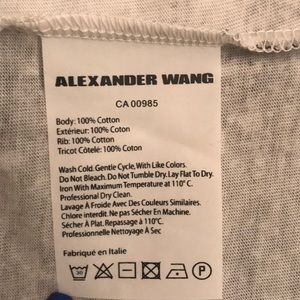 ALEXANDER WANG
CA 00985
Body: 100% Cotton
Extérieur: 100% Coton
Rib: 100% Cotton
Tricot Côtelé: 100% Coton
Wash Cold. Gentle Cycle, With Like Colors.
Do Not Bleach. Do Not Tumble Dry. Lay Flat To Dry.
Iron With Maximum Temperature at 110° C.
Professional Dry Clean.
Lavage À Froide Avec Des Couleurs Similaires.
Chlore interdire. Ne pas Sécher En Machine.
Sécher À Plat. Repassage à 110°C.
Professionnelle Nettoyage À Sec
Fabriqué en Italie
P